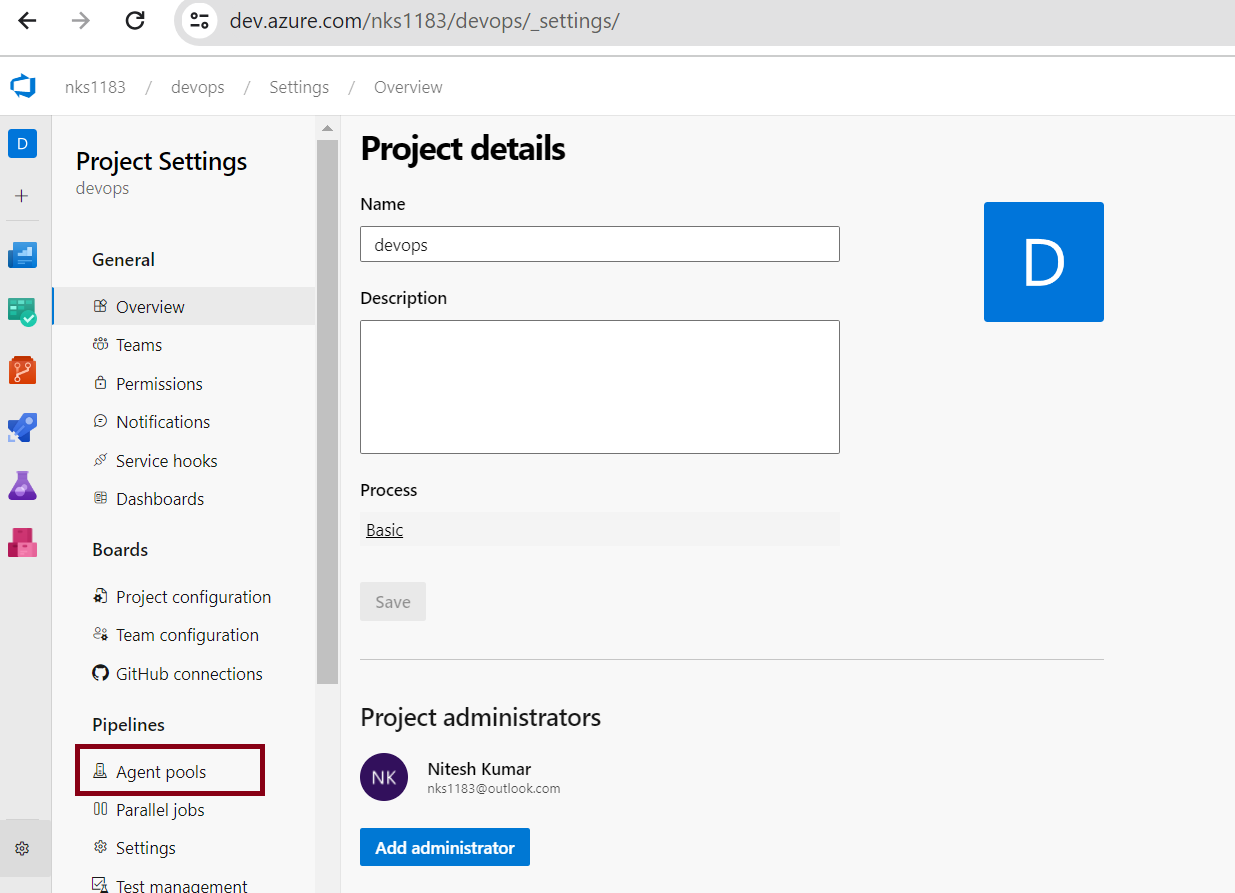 dev.azure.com/nks1183/devops/_settings/
nks1183 / devops / Settings / Overview
D
Project Settings
devops
General
Overview
Teams
Permissions
Notifications
Service hooks
Dashboards
Boards
Project configuration
Team configuration
GitHub connections
Pipelines
Agent pools
Parallel jobs
Settings
Test management
Project details
Name
devops
D
Description
Process
Basic
Save
Project administrators
NK
Nitesh Kumar
nks1183@outlook.com
Add administrator